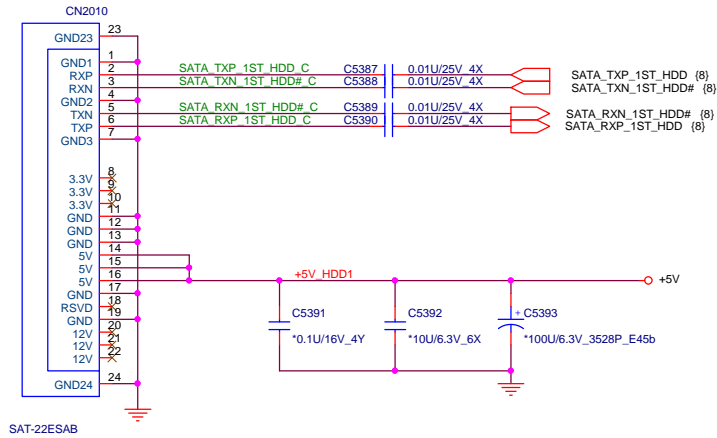 CN2010
GND23 23
GND1 1
RXP 2 SATA_TXP_1ST_HDD_C C5387 0.01U/25V_4X SATA_TXP_1ST_HDD {8}
RXN 3 SATA_TXN_1ST_HDD#_C C5388 0.01U/25V_4X SATA_TXN_1ST_HDD# {8}
GND2 4
TXN 5 SATA_RXN_1ST_HDD#_C C5389 0.01U/25V_4X SATA_RXN_1ST_HDD# {8}
TXP 6 SATA_RXP_1ST_HDD_C C5390 0.01U/25V_4X SATA_RXP_1ST_HDD {8}
GND3 7
3.3V 8
3.3V 9
3.3V 10
GND 11
GND 12
GND 13
5V 14
5V 15
5V 16 +5V_HDD1 +5V
GND 17
RSVD 18
GND 19
12V 20
12V 21
12V 22
GND24 24
C5391 C5392 + C5393
*0.1U/16V_4Y *10U/6.3V_6X *100U/6.3V_3528P_E45b
SAT-22ESAB